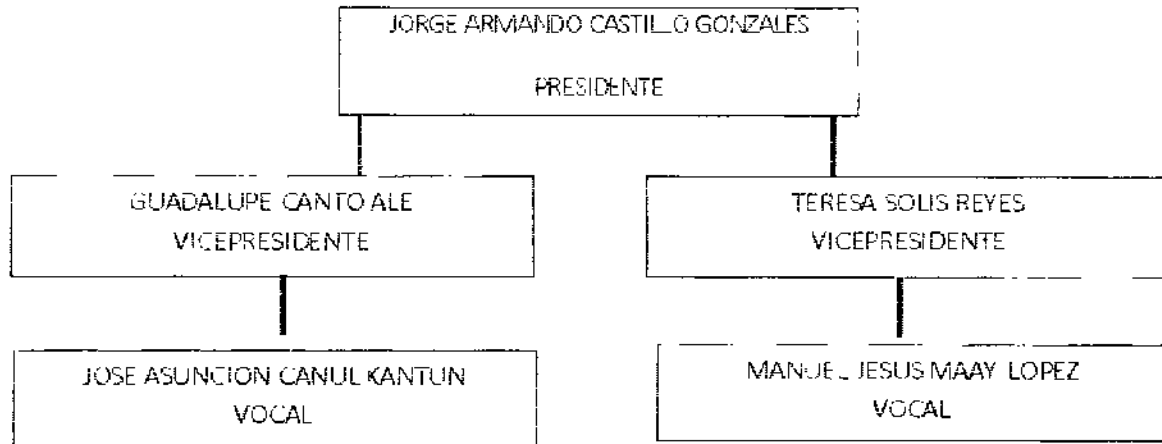 JORGE ARMANDO CASTILLO GONZALES
PRESIDENTE
GUADALUPE CANTO ALE
VICEPRESIDENTE
TERESA SOLIS REYES
VICEPRESIDENTE
JOSE ASUNCION CANUL KANTUN
VOCAL
MANUEL JESUS MAAY LOPEZ
VOCAL